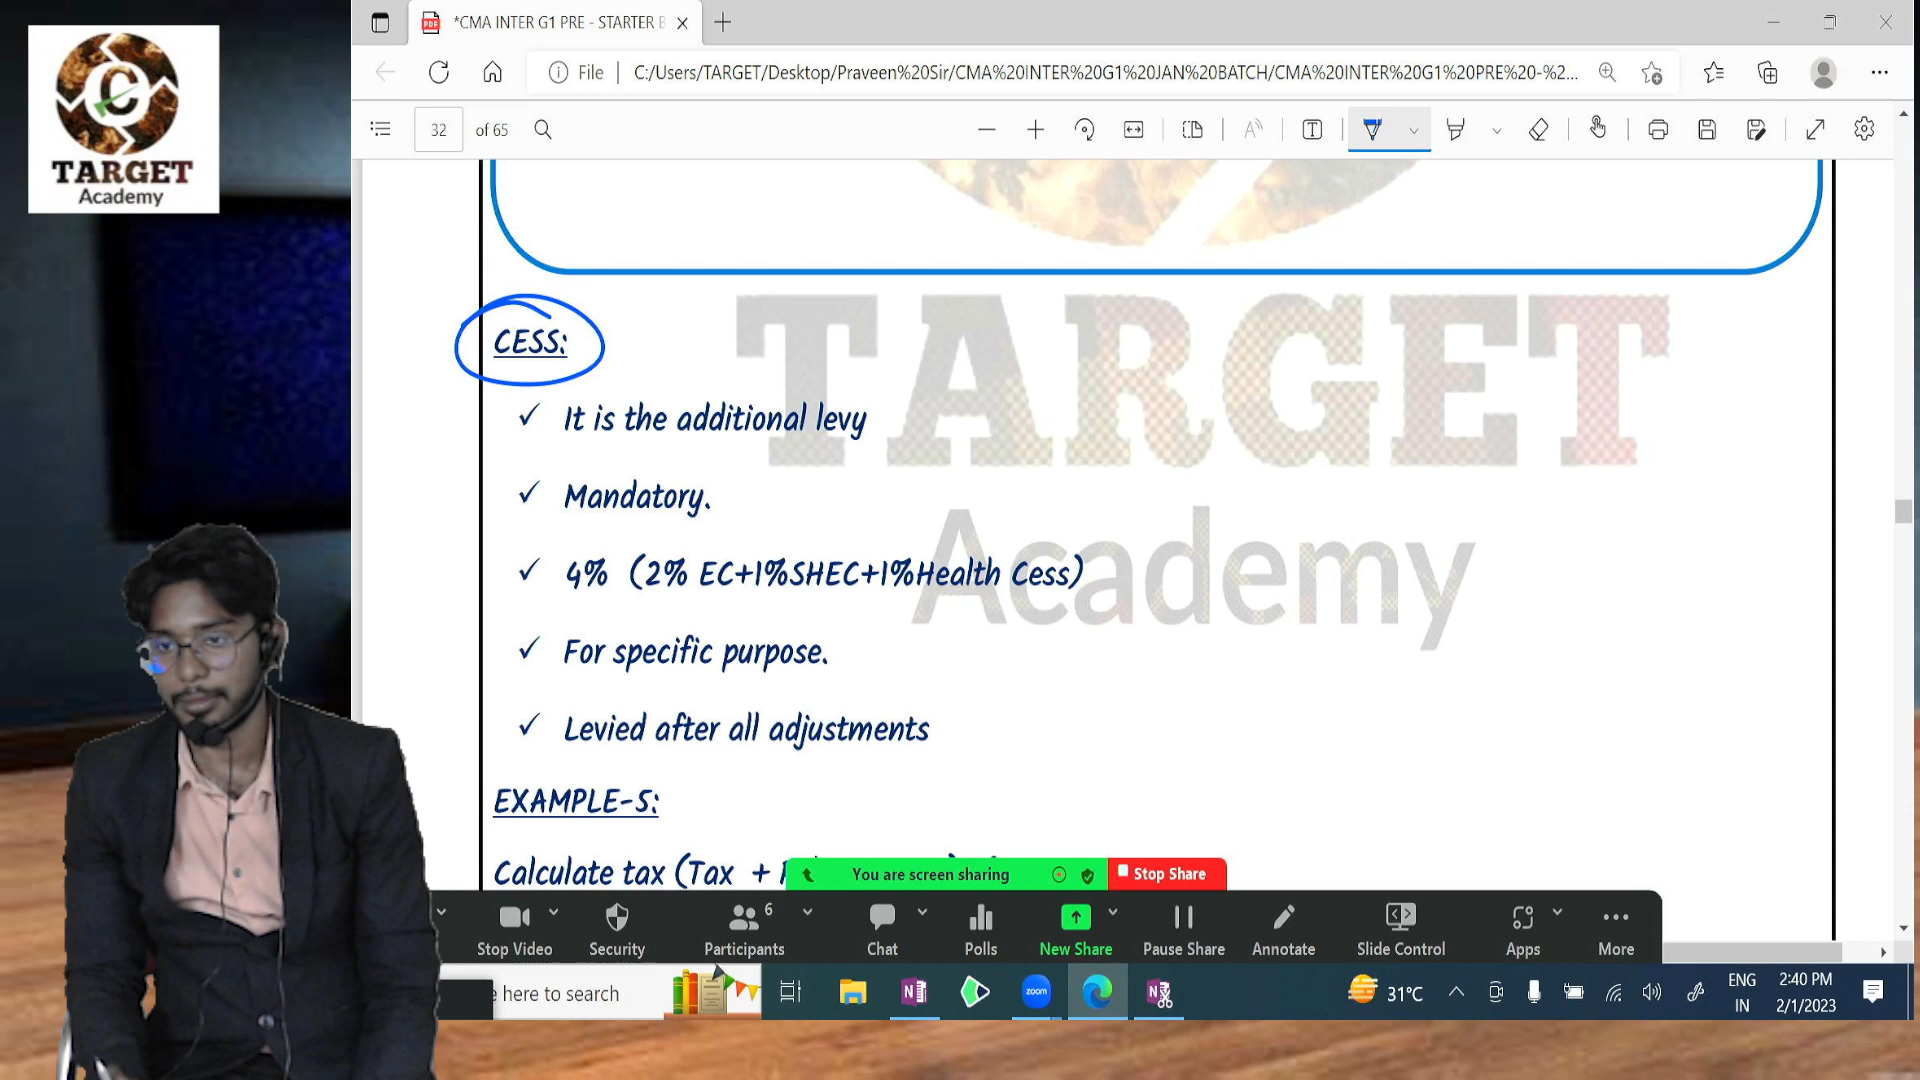 C
TARGET
Academy
*CMA INTER G1 PRE - STARTER B
File
C:/Users/TARGET/Desktop/Praveen%20Sir/CMA%20INTER%20G1%20JAN%20BATCH/CMA%20INTER%20G1%20PRE%20-%2...
32 of 65
TARGET
Academy
CESS:
✓ It is the additional levy
✓ Mandatory.
✓ 4% (2% EC+1%SHEC+1%Health Cess)
✓ For specific purpose.
✓ Levied after all adjustments
EXAMPLE-5:
Calculate tax (Tax +
You are screen sharing
Stop Share
6
Stop Video Security Participants Chat Polls New Share Pause Share Annotate Slide Control Apps More
here to search
zoom
31°C
ENG
IN
2:40 PM
2/1/2023